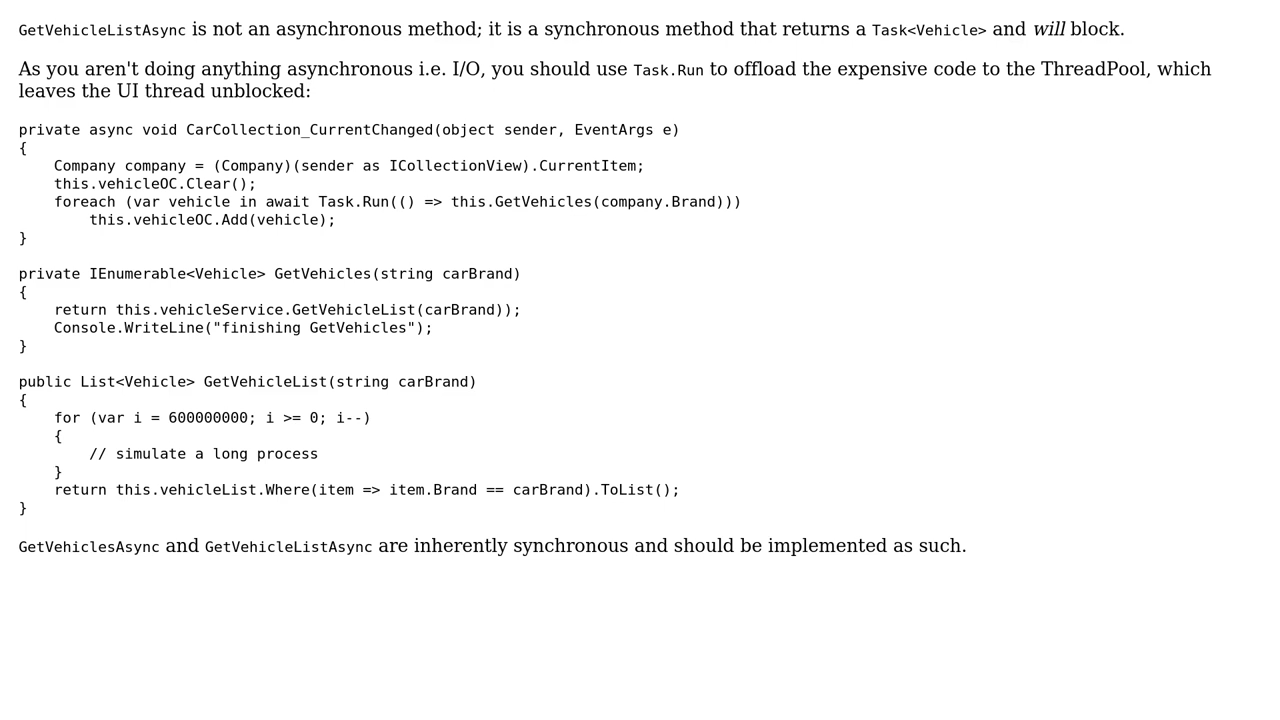 GetVehicleListAsync is not an asynchronous method; it is a synchronous method that returns a Task<Vehicle> and will block.
As you aren't doing anything asynchronous i.e. I/O, you should use Task.Run to offload the expensive code to the ThreadPool, which
leaves the UI thread unblocked:
private async void CarCollection_CurrentChanged(object sender, EventArgs e)
{
    Company company = (Company)(sender as ICollectionView).CurrentItem;
    this.vehicleOC.Clear();
    foreach (var vehicle in await Task.Run(() => this.GetVehicles(company.Brand)))
        this.vehicleOC.Add(vehicle);
}
private IEnumerable<Vehicle> GetVehicles(string carBrand)
{
    return this.vehicleService.GetVehicleList(carBrand));
    Console.WriteLine("finishing GetVehicles");
}
public List<Vehicle> GetVehicleList(string carBrand)
{
    for (var i = 600000000; i >= 0; i--)
    {
        // simulate a long process
    }
    return this.vehicleList.Where(item => item.Brand == carBrand).ToList();
}
GetVehiclesAsync and GetVehicleListAsync are inherently synchronous and should be implemented as such.